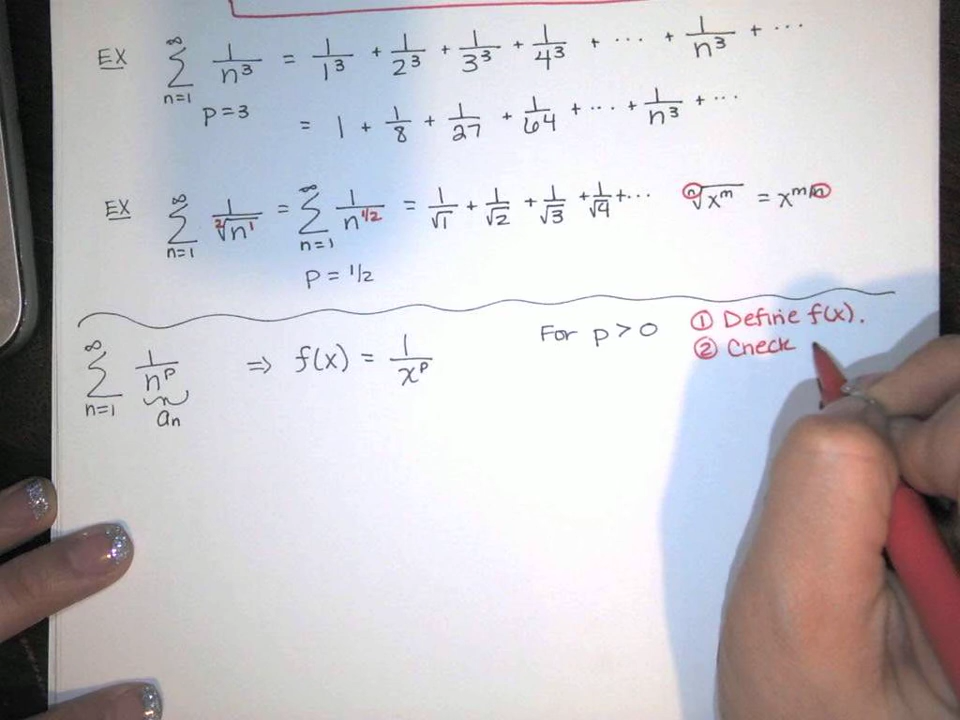 EX ∞ Σ n=1 1/n³ = 1/1³ + 1/2³ + 1/3³ + 1/4³ + ⋯ + 1/n³ + ⋯
P = 3 = 1 + 1/8 + 1/27 + 1/64 + ⋯ + 1/n³ + ⋯
EX ∞ Σ n=1 1/²√n¹ = ∞ Σ n=1 1/n^1/2 = 1/√1 + 1/√2 + 1/√3 + 1/√4 + ⋯ ⁿ√x^m = x^m/n
P = 1/2
∞ Σ n=1 1/n^p ⇒ f(x) = 1/x^p For p > 0
an
① Define f(x).
② Check